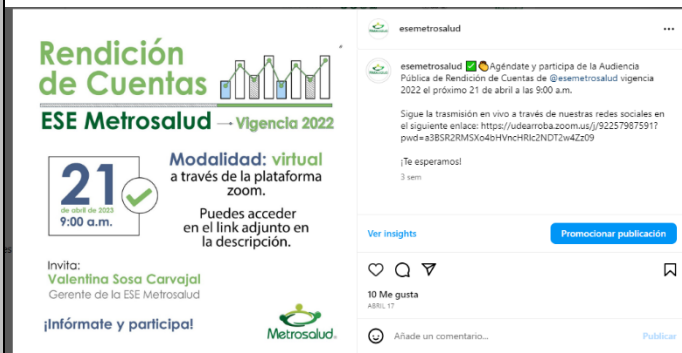 Rendición
de Cuentas
ESE Metrosalud → Vigencia 2022
21
de abril de 2023
9:00 a.m.
Modalidad: virtual
a través de la plataforma
zoom.
Puedes acceder
en el link adjunto en
la descripción.
Invita:
Valentina Sosa Carvajal
Gerente de la ESE Metrosalud
¡Infórmate y participa!
Metrosalud.
esemetrosalud
esemetrosalud ✅👏Agéndate y participa de la Audiencia
Pública de Rendición de Cuentas de @esemetrosalud vigencia
2022 el próximo 21 de abril a las 9:00 a.m.
Sigue la trasmisión en vivo a través de nuestras redes sociales en
el siguiente enlace: https://udearroba.zoom.us/j/92257987591?
pwd=a3BSR2RMSXo4bHVncHRIc2NDT2w4Zz09
¡Te esperamos!
3 sem
Ver insights
Promocionar publicación
10 Me gusta
ABRIL 17
Añade un comentario...
Publicar